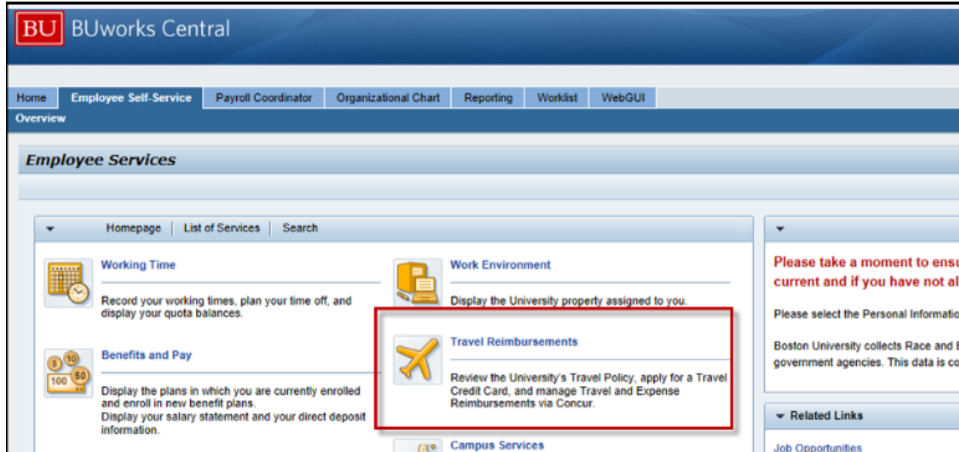 BU BUworks Central
Home Employee Self-Service Payroll Coordinator Organizational Chart Reporting Worklist WebGUI
Overview
Employee Services
Homepage List of Services Search
Working Time
Record your working times, plan your time off, and
display your quota balances.
Work Environment
Display the University property assigned to you.
Benefits and Pay
Display the plans in which you are currently enrolled
and enroll in new benefit plans.
Display your salary statement and your direct deposit
information.
5 10
100 50
Travel Reimbursements
Review the University's Travel Policy, apply for a Travel
Credit Card, and manage Travel and Expense
Reimbursements via Concur.
Campus Services
Please take a moment to ensu
current and if you have not al
Please select the Personal Informatio
Boston University collects Race and E
government agencies. This data is co
Related Links
Job Opportunities